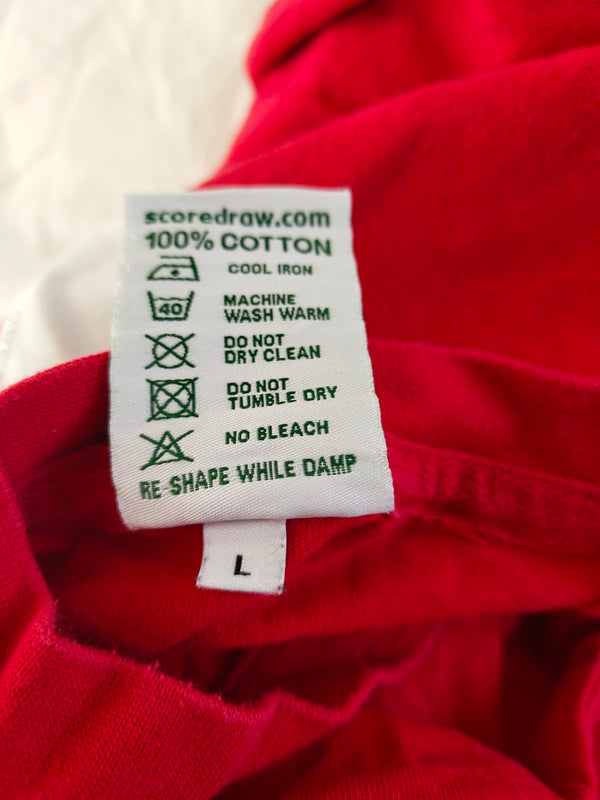 scoredraw.com
100% COTTON
COOL IRON
40 MACHINE
WASH WARM
DO NOT
DRY CLEAN
DO NOT
TUMBLE DRY
NO BLEACH
RE-SHAPE WHILE DAMP
L